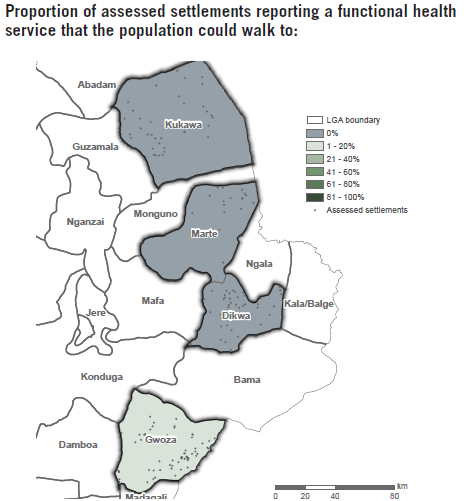 Proportion of assessed settlements reporting a functional health
service that the population could walk to:
Abadam
Kukawa
Guzamala
LGA boundary
0%
1 - 20%
21 - 40%
41 - 60%
61 - 80%
81 - 100%
Assessed settlements
Monguno
Nganzai
Marte
Ngala
Mafa
Kala/Balge
Jere
Dikwa
Konduga
Bama
Gwoza
Damboa
Madagali
km
0 20 40 80